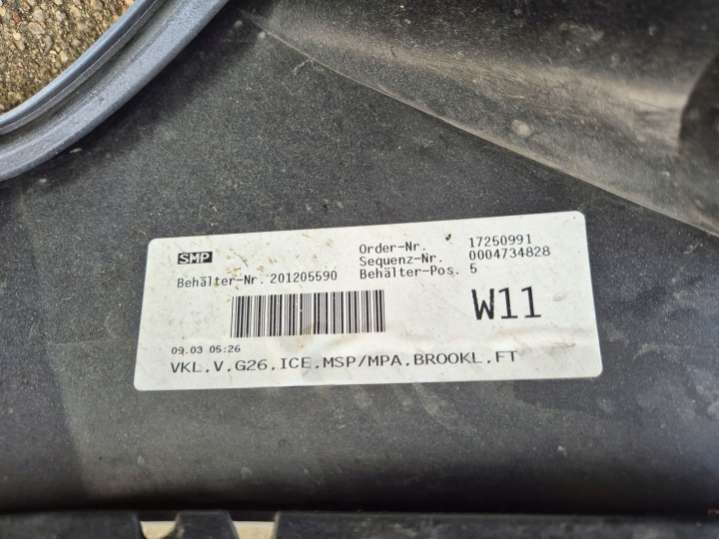 SMP
Order-Nr. 17250991
Sequenz-Nr. 0004734828
Behälter-Nr. 201205590 Behälter-Pos. 5
W11
09.03 05:26
VKL.V.G26.ICE.MSP/MPA.BROOKL.FT